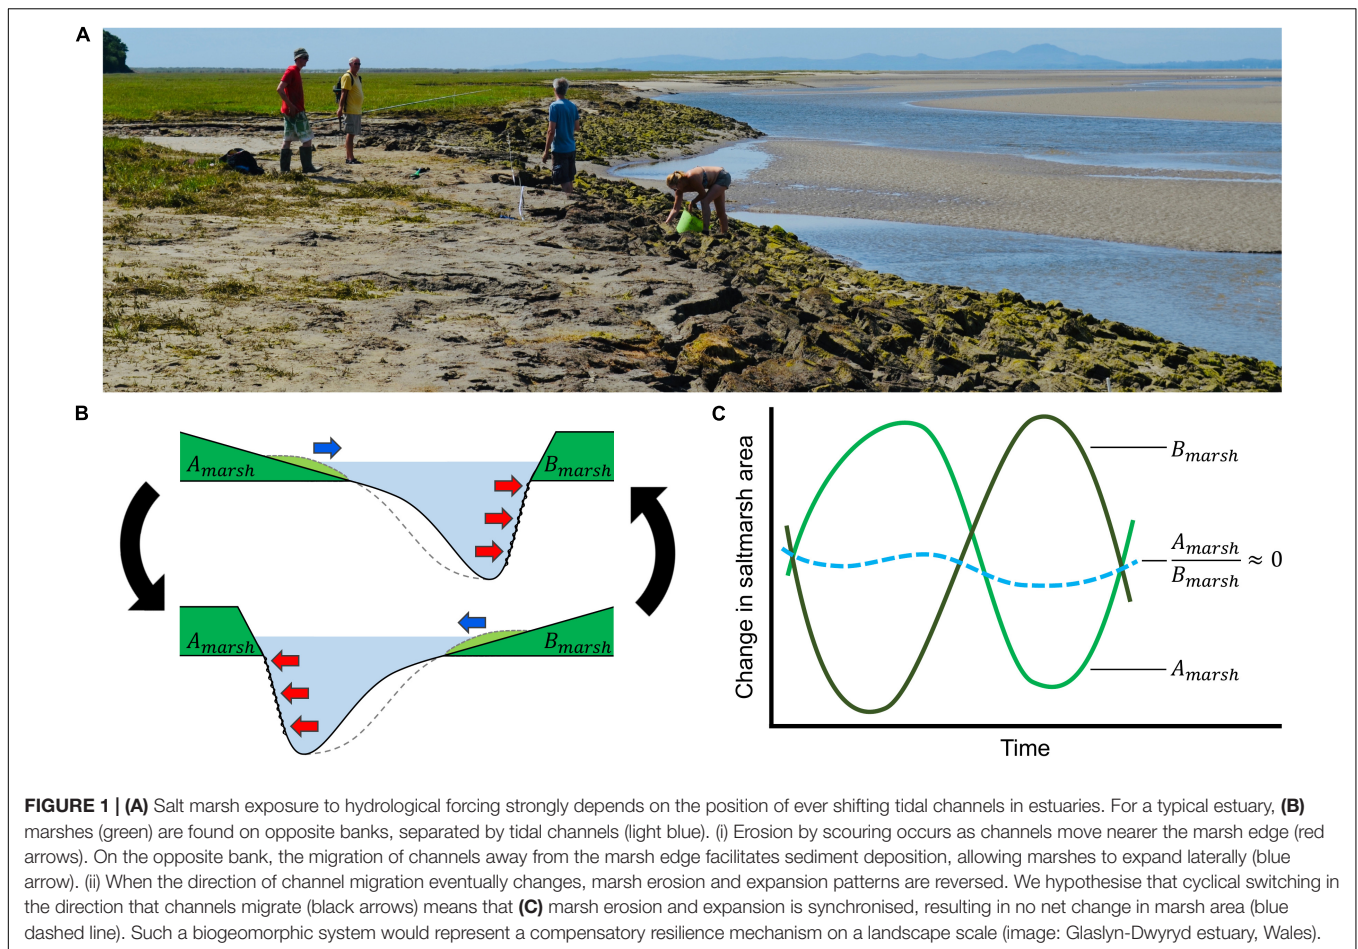 A
B
C
A_marsh
B_marsh
A_marsh
B_marsh
Change in saltmarsh area
B_marsh
A_marsh
B_marsh
≈ 0
A_marsh
Time
FIGURE 1 | (A) Salt marsh exposure to hydrological forcing strongly depends on the position of ever shifting tidal channels in estuaries. For a typical estuary, (B)
marshes (green) are found on opposite banks, separated by tidal channels (light blue). (i) Erosion by scouring occurs as channels move nearer the marsh edge (red
arrows). On the opposite bank, the migration of channels away from the marsh edge facilitates sediment deposition, allowing marshes to expand laterally (blue
arrow). (ii) When the direction of channel migration eventually changes, marsh erosion and expansion patterns are reversed. We hypothesise that cyclical switching in
the direction that channels migrate (black arrows) means that (C) marsh erosion and expansion is synchronised, resulting in no net change in marsh area (blue
dashed line). Such a biogeomorphic system would represent a compensatory resilience mechanism on a landscape scale (image: Glaslyn-Dwyryd estuary, Wales).